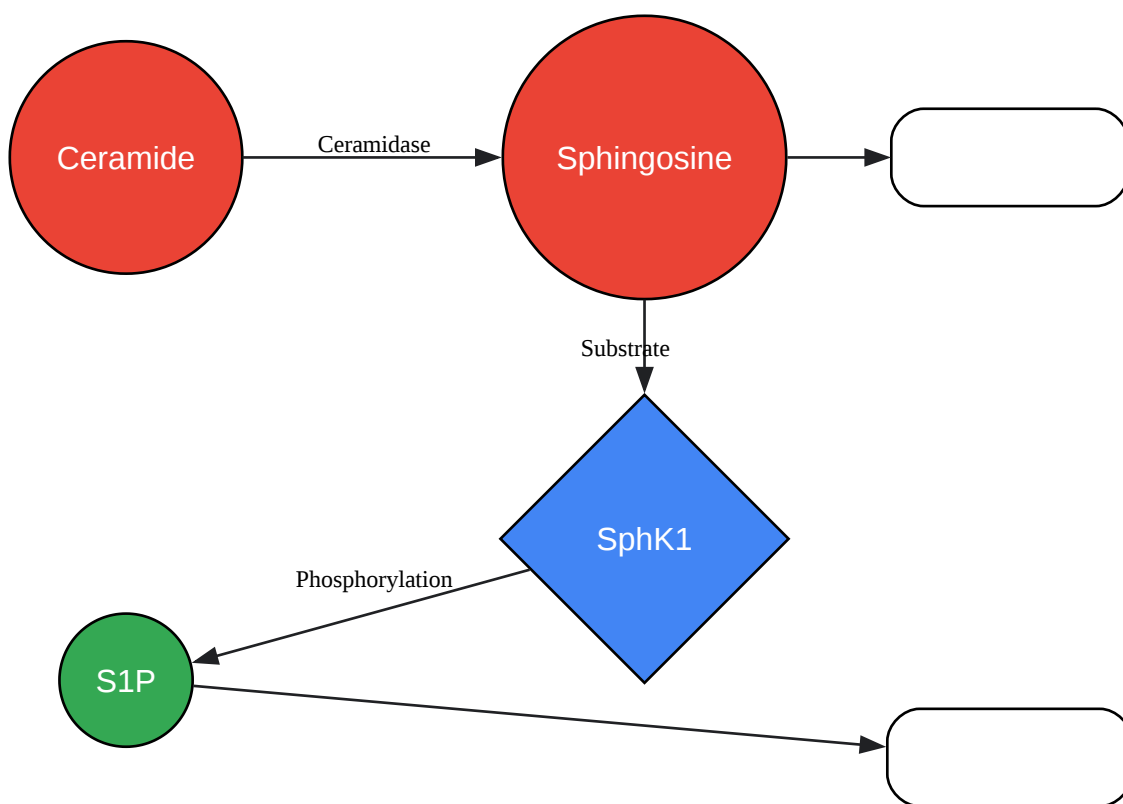 Ceramide
Ceramidase
Sphingosine
Substrate
SphK1
Phosphorylation
S1P